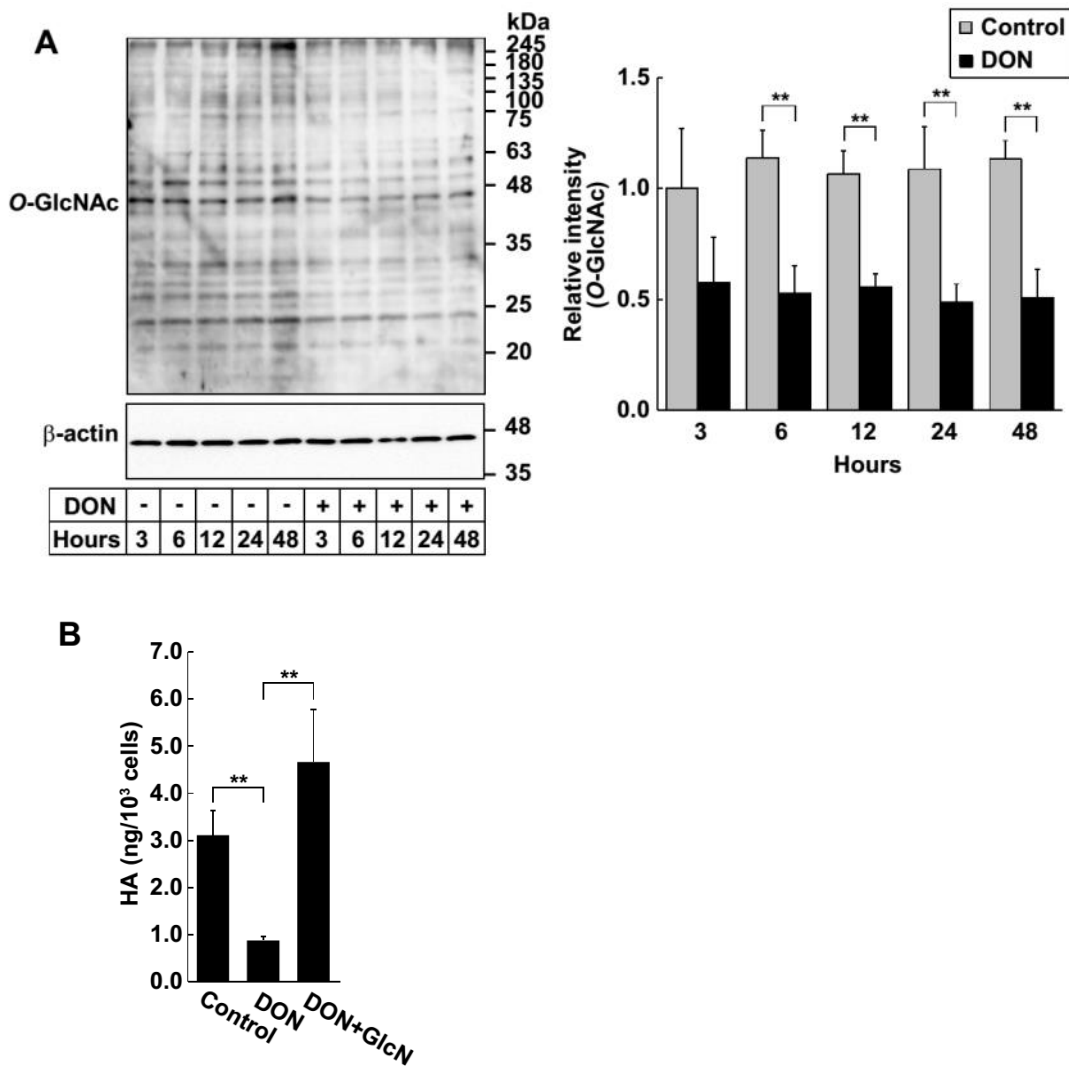 A
kDa
245
180
135
100
75
63
48
35
25
20
O-GlcNAc
β-actin
48
35
DON - - - - - + + + + +
Hours 3 6 12 24 48 3 6 12 24 48
Control
DON
Relative intensity
(O-GlcNAc)
1.5
1.0
0.5
0.0
** ** ** **
3 6 12 24 48
Hours
B
HA (ng/10³ cells)
7.0
6.0
5.0
4.0
3.0
2.0
1.0
0.0
**
**
Control DON DON+GlcN